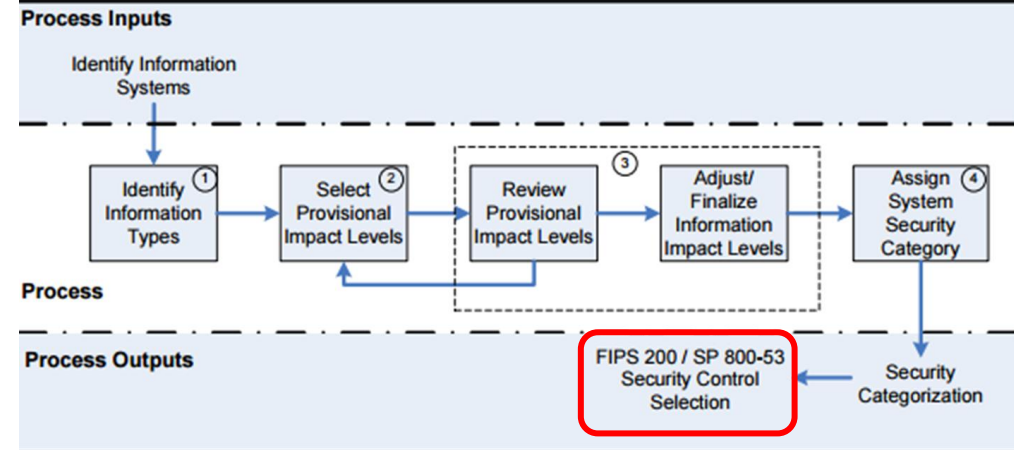 Process Inputs
Identify Information
Systems
Identify
Information
Types
1
Select
Provisional
Impact Levels
2
Review
Provisional
Impact Levels
3
Adjust/
Finalize
Information
Impact Levels
Assign
System
Security
Category
4
Process
Process Outputs
FIPS 200 / SP 800-53
Security Control
Selection
Security
Categorization